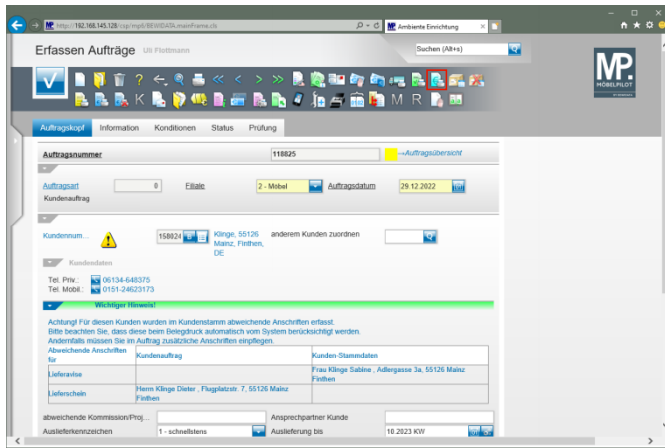 http://192.168.145.128/csp/mp6/BEWIDATA.mainFrame.cls
Ambiente Einrichtung
Erfassen Aufträge Uli Flottmann
Suchen (Alt+s)
MP.
MÖBELPILOT
K
M R
Auftragskopf Information Konditionen Status Prüfung
Auftragsnummer 118825 →Auftragsübersicht
Auftragsart 0 Filiale 2 - Möbel Auftragsdatum 29.12.2022
Kundenauftrag
Kundennum... 158024 Klinge, 55126 anderem Kunden zuordnen
Mainz, Finthen,
DE
Kundendaten
Tel. Priv.: 06134-648375
Tel. Mobil.: 0151-24623173
Wichtiger Hinweis!
Achtung! Für diesen Kunden wurden im Kundenstamm abweichende Anschriften erfasst.
Bitte beachten Sie, dass diese beim Belegdruck automatisch vom System berücksichtigt werden.
Andernfalls müssen Sie im Auftrag zusätzliche Anschriften einpflegen.
Abweichende Anschriften für Kundenauftrag Kunden-Stammdaten
Lieferavise Frau Klinge Sabine , Adlergasse 3a, 55126 Mainz Finthen
Lieferschein Herrn Klinge Dieter , Flugplatzstr. 7, 55126 Mainz Finthen
abweichende Kommission/Proj... Ansprechpartner Kunde
Auslieferkennzeichen 1 - schnellstens Auslieferung bis 10.2023 KW